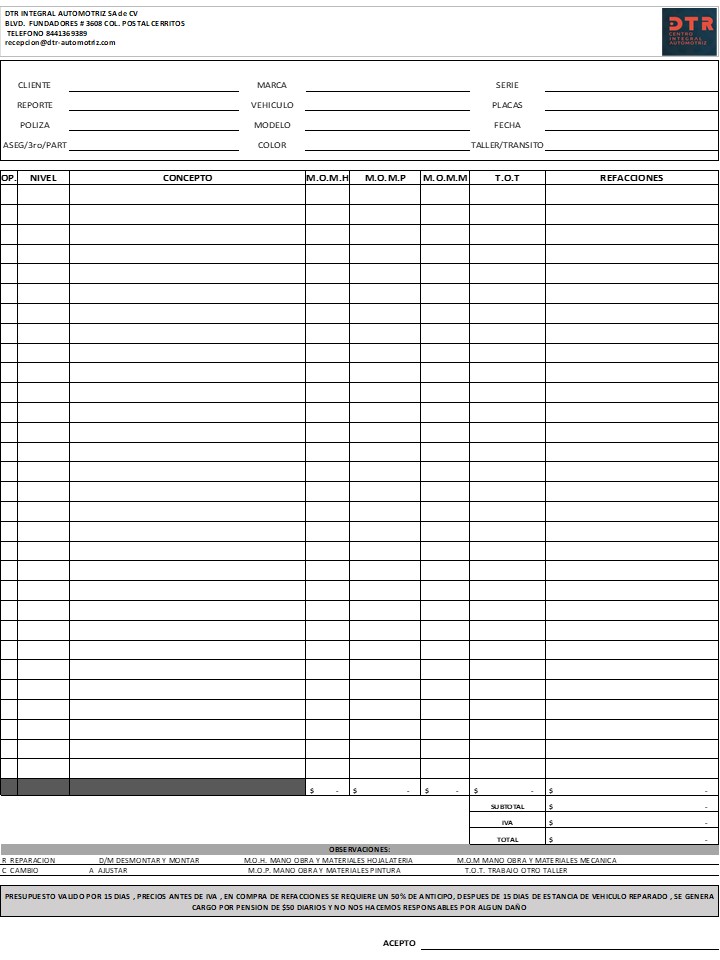 DTR INTEGRAL AUTOMOTRIZ SA de CV
BLVD. FUNDADORES # 3608 COL. POSTAL CERRITOS
TELEFONO 8441369389
recepcion@dtr-automotriz.com
DTR
CENTRO
INTEGRAL
AUTOMOTRIZ
CLIENTE MARCA SERIE
REPORTE VEHICULO PLACAS
POLIZA MODELO FECHA
ASEG/3ro/PART COLOR TALLER/TRANSITO
OP. NIVEL CONCEPTO M.O.M.H M.O.M.P M.O.M.M T.O.T REFACCIONES
$ - $ - $ - $ - $ -
SUBTOTAL $ -
IVA $ -
TOTAL $ -
OBSERVACIONES:
R REPARACION D/M DESMONTAR Y MONTAR M.O.H. MANO OBRA Y MATERIALES HOJALATERIA M.O.M MANO OBRA Y MATERIALES MECANICA
C CAMBIO A AJUSTAR M.O.P. MANO OBRA Y MATERIALES PINTURA T.O.T. TRABAJO OTRO TALLER
PRESUPUESTO VALIDO POR 15 DIAS , PRECIOS ANTES DE IVA , EN COMPRA DE REFACCIONES SE REQUIERE UN 50% DE ANTICIPO, DESPUES DE 15 DIAS DE ESTANCIA DE VEHICULO REPARADO , SE GENERA
CARGO POR PENSION DE $50 DIARIOS Y NO NOS HACEMOS RESPONSABLES POR ALGUN DAÑO
ACEPTO